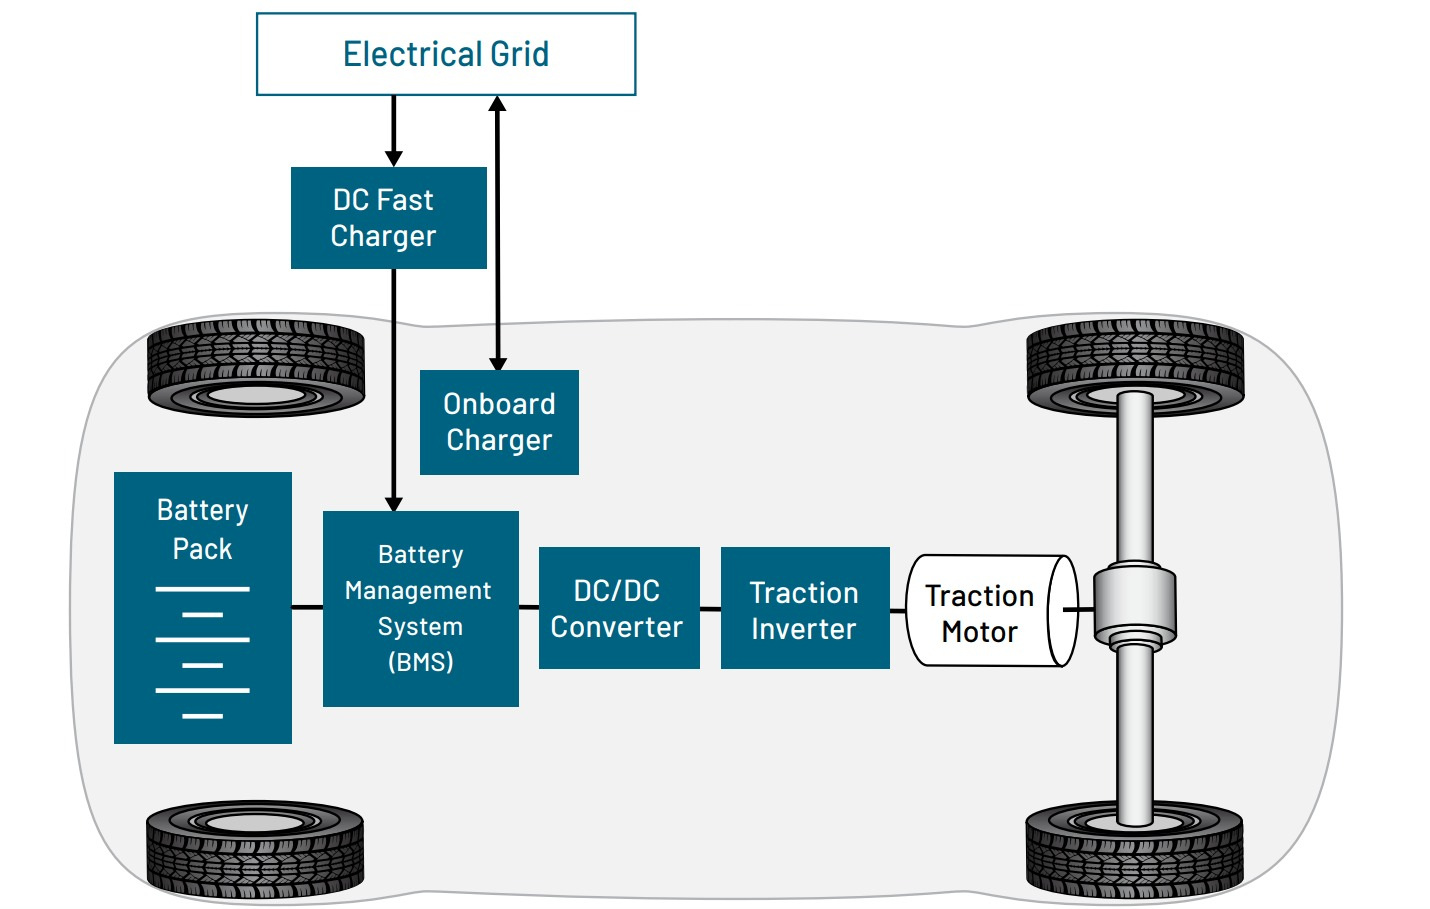 Electrical Grid
DC Fast
Charger
Onboard
Charger
Battery
Pack
Battery
Management
System
(BMS)
DC/DC
Converter
Traction
Inverter
Traction
Motor